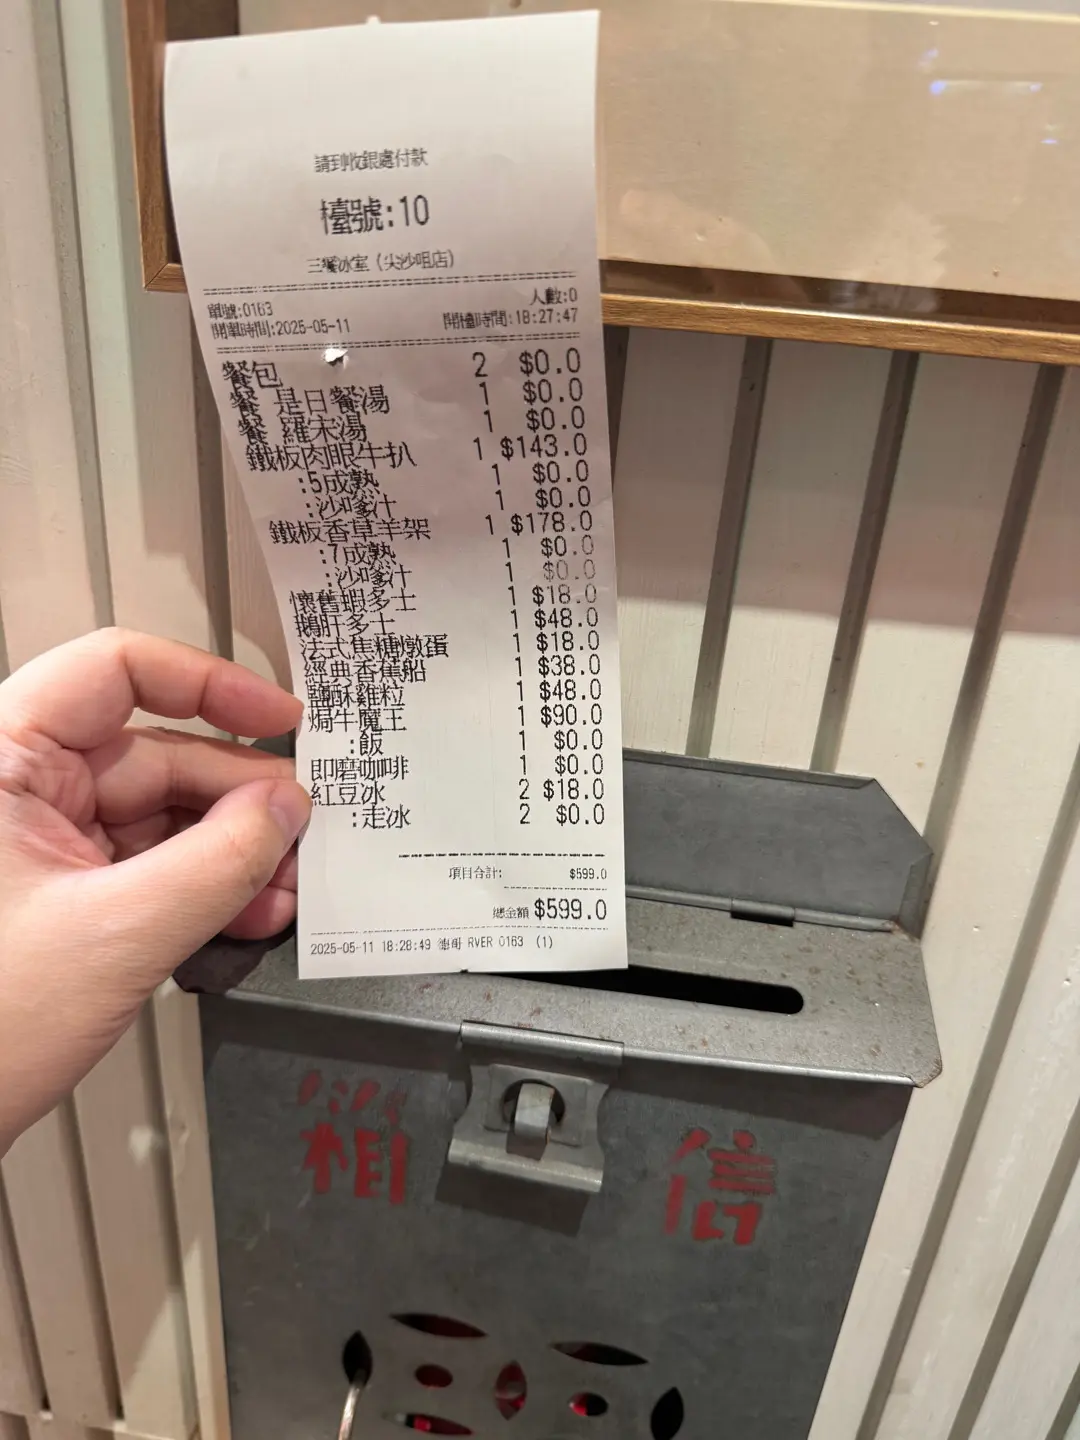 請到收銀處付款
檯號:10
三餐冰室 (尖沙咀店)
單號:0163 人數:0
開單時間:2025-05-11 開檯時間:18:27:47
餐包 2 $0.0
餐 是日餐湯 1 $0.0
餐 羅宋湯 1 $0.0
鐵板肉眼牛扒 1 $143.0
:5成熟 1 $0.0
:沙嗲汁 1 $0.0
鐵板香草羊架 1 $178.0
:7成熟 1 $0.0
:沙嗲汁 1 $0.0
懷舊蝦多士 1 $18.0
鵝肝多士 1 $48.0
法式焦糖燉蛋 1 $18.0
經典香蕉船 1 $38.0
鹽酥雞粒 1 $48.0
焗牛魔王 1 $90.0
:飯 1 $0.0
即磨咖啡 1 $0.0
紅豆冰 2 $18.0
:走冰 2 $0.0
項目合計: $599.0
總金額 $599.0
2025-05-11 18:28:49 RVER 0163 (1)
箱 信